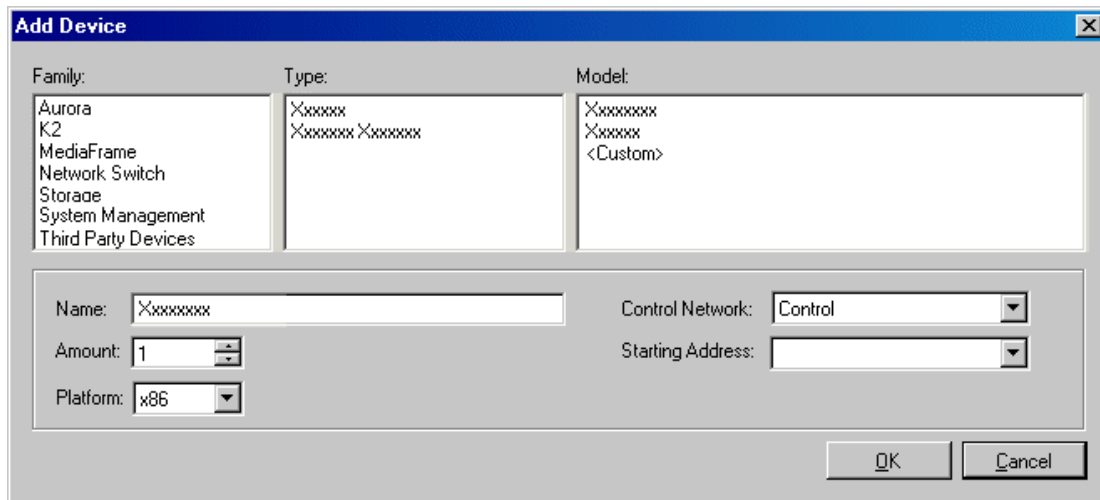 Add Device
Family:
Aurora
K2
MediaFrame
Network Switch
Storage
System Management
Third Party Devices
Type:
Xxxxxx
Xxxxxxx Xxxxxxx
Model:
Xxxxxxxx
Xxxxxx
<Custom>
Name: Xxxxxxxx
Amount: 1
Platform: x86
Control Network: Control
Starting Address:
OK
Cancel